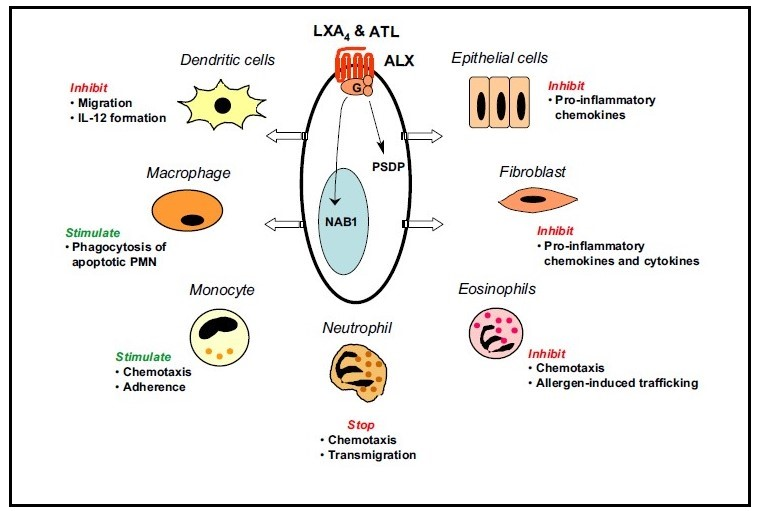 LXA4 & ATL
ALX
G
PSDP
NAB1
Dendritic cells
Inhibit
• Migration
• IL-12 formation
Macrophage
Stimulate
• Phagocytosis of
apoptotic PMN
Monocyte
Stimulate
• Chemotaxis
• Adherence
Neutrophil
Stop
• Chemotaxis
• Transmigration
Epithelial cells
Inhibit
• Pro-inflammatory
chemokines
Fibroblast
Inhibit
• Pro-inflammatory
chemokines and cytokines
Eosinophils
Inhibit
• Chemotaxis
• Allergen-induced trafficking